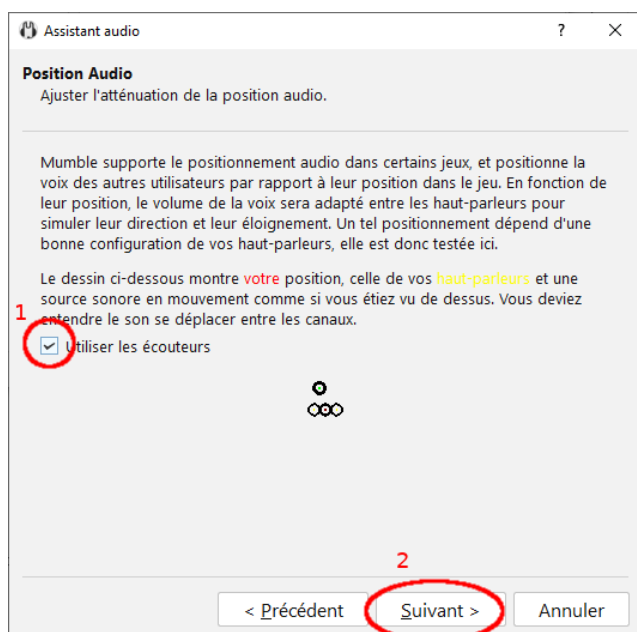 Assistant audio ? ×
Position Audio
Ajuster l'atténuation de la position audio.
Mumble supporte le positionnement audio dans certains jeux, et positionne la
voix des autres utilisateurs par rapport à leur position dans le jeu. En fonction de
leur position, le volume de la voix sera adapté entre les haut-parleurs pour
simuler leur direction et leur éloignement. Un tel positionnement dépend d'une
bonne configuration de vos haut-parleurs, elle est donc testée ici.
Le dessin ci-dessous montre votre position, celle de vos haut-parleurs et une
source sonore en mouvement comme si vous étiez vu de dessus. Vous deviez
entendre le son se déplacer entre les canaux.
1
Utiliser les écouteurs
2
< Précédent Suivant > Annuler